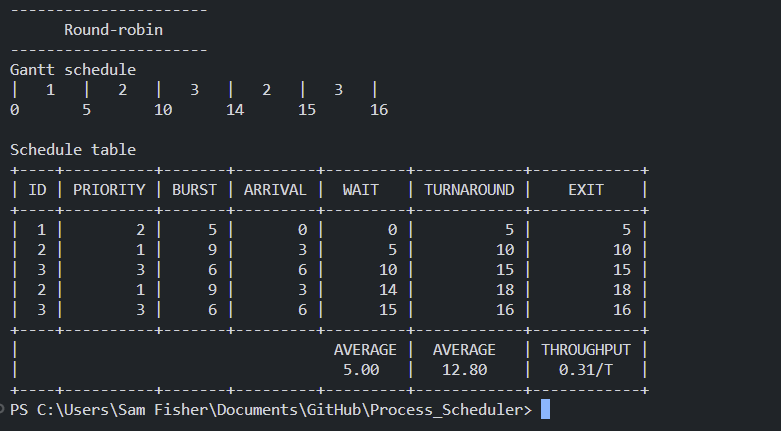 ----------------------
      Round-robin
----------------------
Gantt schedule
|   1   |   2   |   3   |   2   |   3   |
0       5       10      14      15      16

Schedule table
+----+----------+-------+---------+---------+------------+------------+
| ID | PRIORITY | BURST | ARRIVAL |  WAIT   | TURNAROUND |    EXIT    |
+----+----------+-------+---------+---------+------------+------------+
|  1 |        2 |     5 |       0 |       0 |          5 |          5 |
|  2 |        1 |     9 |       3 |       5 |         10 |         10 |
|  3 |        3 |     6 |       6 |      10 |         15 |         15 |
|  2 |        1 |     9 |       3 |      14 |         18 |         18 |
|  3 |        3 |     6 |       6 |      15 |         16 |         16 |
+----+----------+-------+---------+---------+------------+------------+
|                                   AVERAGE |  AVERAGE   | THROUGHPUT |
|                                    5.00   |   12.80    |   0.31/T   |
+----+----------+-------+---------+---------+------------+------------+
PS C:\Users\Sam Fisher\Documents\GitHub\Process_Scheduler>